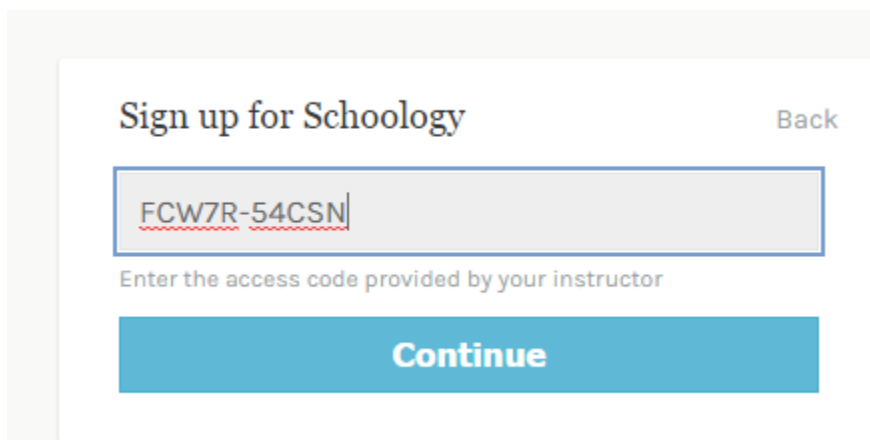 Sign up for Schoology Back
FCW7R-54CSN
Enter the access code provided by your instructor
Continue